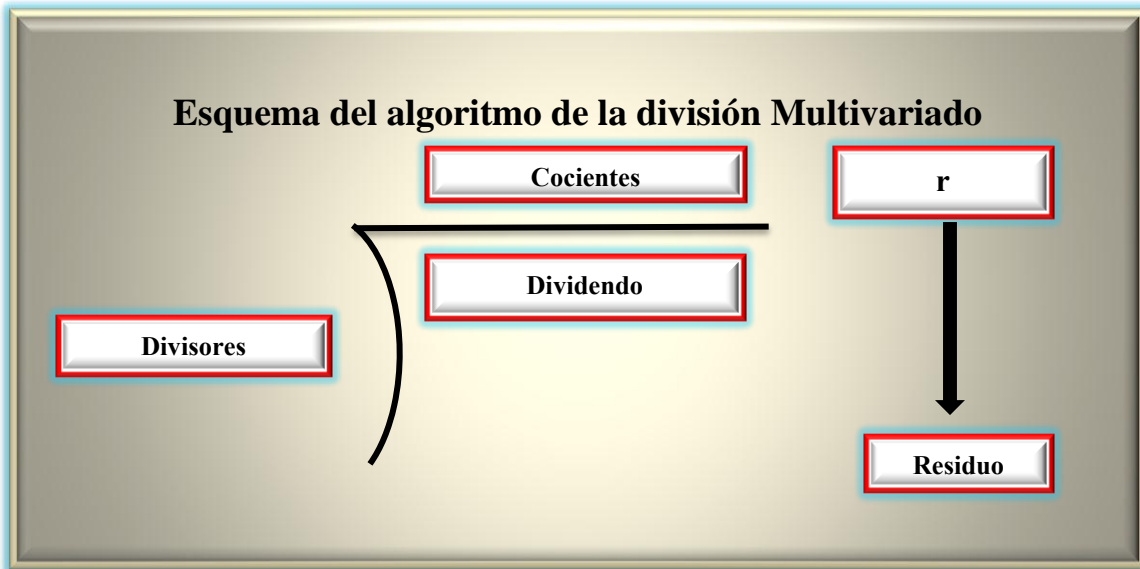 Esquema del algoritmo de la división Multivariado
Cocientes
r
Dividendo
Divisores
Residuo